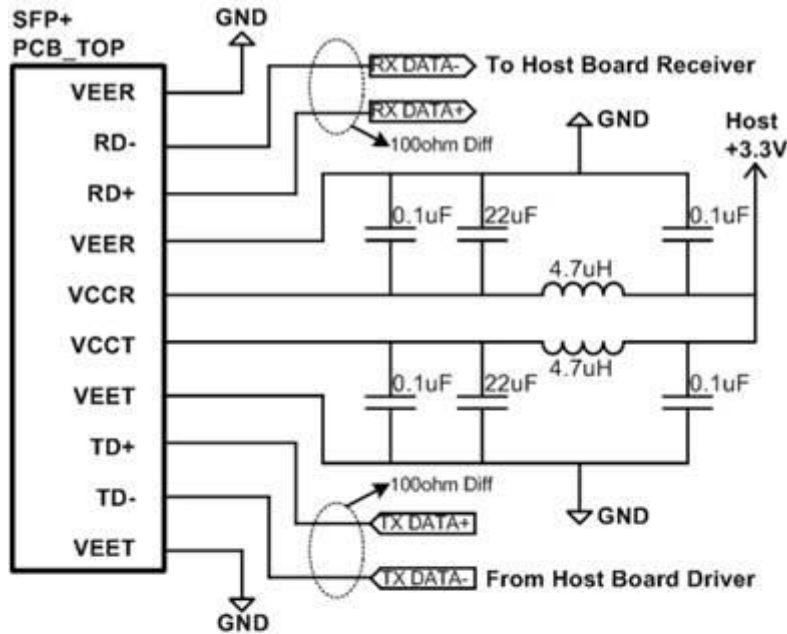 SFP+
PCB_TOP
GND
VEER
RD-
RD+
VEER
VCCR
VCCT
VEET
TD+
TD-
VEET
GND
RX DATA-
To Host Board Receiver
RX DATA+
100ohm Diff
GND
Host
+3.3V
0.1uF
22uF
0.1uF
4.7uH
4.7uH
0.1uF
22uF
0.1uF
100ohm Diff
GND
TX DATA+
TX DATA-
From Host Board Driver